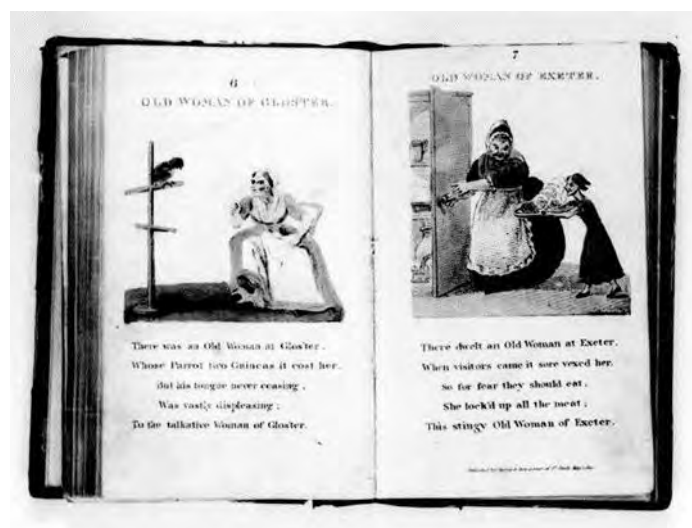 6
OLD WOMAN OF GLOSTER.
There was an Old Woman at Glos'ter,
Whose Parrot two Guineas it cost her,
But his tongue never ceasing,
Was vastly displeasing;
To the talkative Woman of Gloster.
7
OLD WOMAN OF EXETER.
There dwelt an Old Woman at Exeter,
When visitors came it sore vexed her,
So for fear they should eat,
She lock'd up all the meat;
This stingy Old Woman of Exeter.